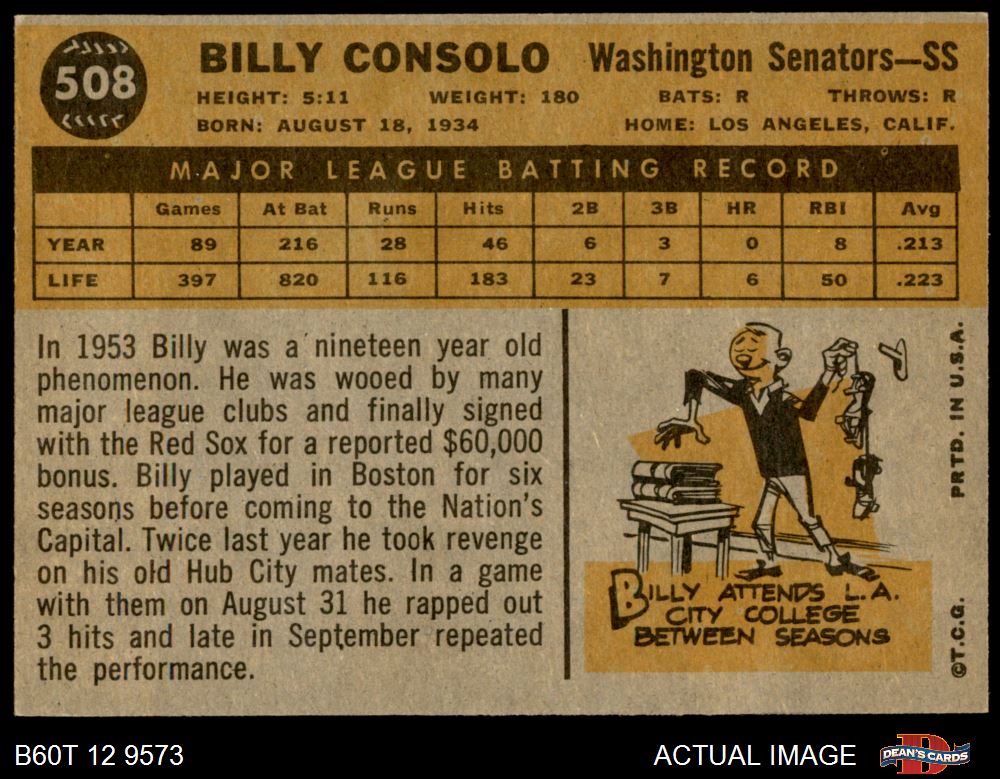 508
BILLY CONSOLO Washington Senators—SS
HEIGHT: 5:11 WEIGHT: 180 BATS: R THROWS: R
BORN: AUGUST 18, 1934 HOME: LOS ANGELES, CALIF.
MAJOR LEAGUE BATTING RECORD
Games At Bat Runs Hits 2B 3B HR RBI Avg
YEAR 89 216 28 46 6 3 0 8 .213
LIFE 397 820 116 183 23 7 6 50 .223
In 1953 Billy was a nineteen year old
phenomenon. He was wooed by many
major league clubs and finally signed
with the Red Sox for a reported $60,000
bonus. Billy played in Boston for six
seasons before coming to the Nation's
Capital. Twice last year he took revenge
on his old Hub City mates. In a game
with them on August 31 he rapped out
3 hits and late in September repeated
the performance.
BILLY ATTENDS L.A.
CITY COLLEGE
BETWEEN SEASONS
©T.C.G. PRTD. IN U.S.A.
B60T 12 9573 ACTUAL IMAGE DEAN'S CARDS